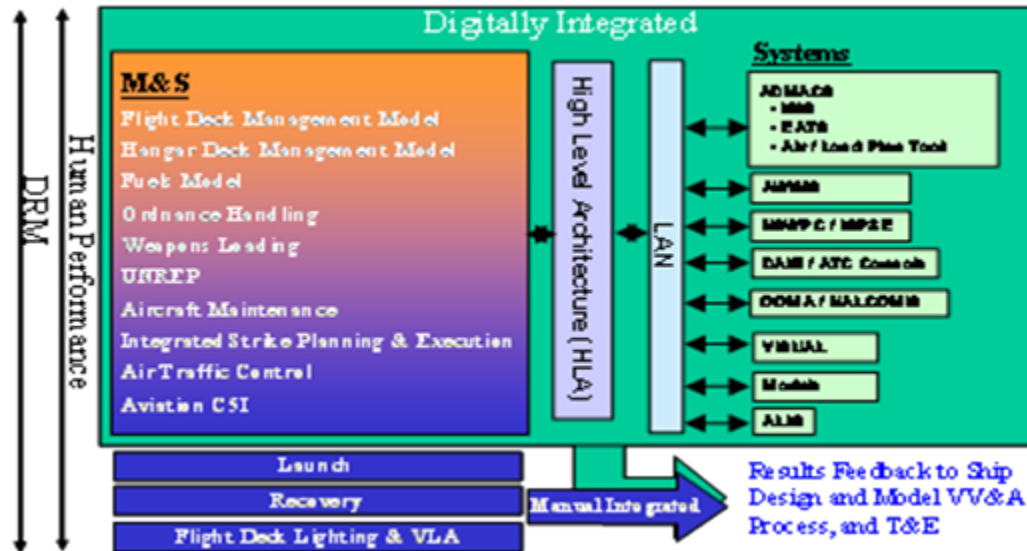 Digitally Integrated
DRM
Human Performance
M&S
Flight Deck Management Model
Hangar Deck Management Model
Fuels Model
Ordnance Handling
Weapons Loading
UNREP
Aircraft Maintenance
Integrated Strike Planning & Execution
Air Traffic Control
Aviation C5I
High Level Architecture (HLA)
LAN
Systems
ADMACS
Air / Load Plan Tool
/ ATC Console
VISUAL
Models
Launch
Recovery
Flight Deck Lighting & VLA
Manual Integrated
Results Feedback to Ship
Design and Model VV&A
Process, and T&E